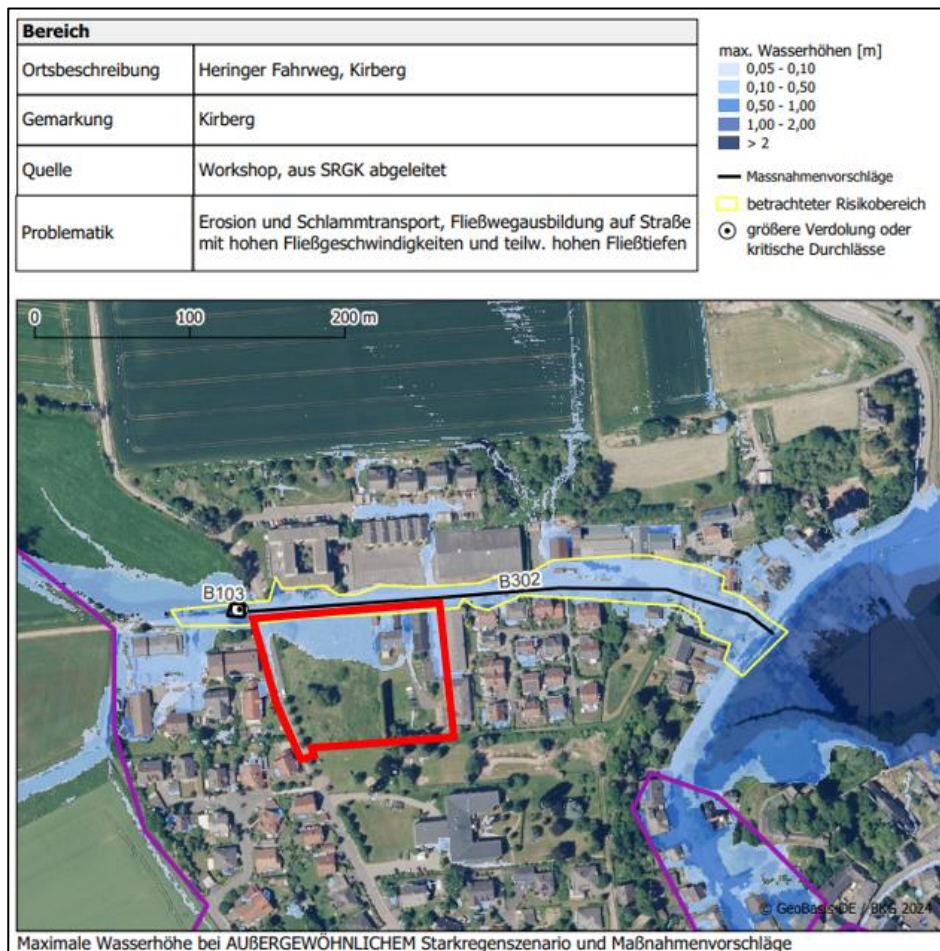 Bereich
Ortsbeschreibung Heringer Fahrweg, Kirberg
Gemarkung Kirberg
Quelle Workshop, aus SRGK abgeleitet
Problematik Erosion und Schlammtransport, Fließwegausbildung auf Straße
mit hohen Fließgeschwindigkeiten und teilw. hohen Fließtiefen
max. Wasserhöhen [m]
0,05 - 0,10
0,10 - 0,50
0,50 - 1,00
1,00 - 2,00
> 2
Massnahmenvorschläge
betrachteter Risikobereich
größere Verdolung oder
kritische Durchlässe
0 100 200 m
B302
B103
© GeoBasis-DE / BKG 2024
Maximale Wasserhöhe bei AUßERGEWÖHNLICHEM Starkregenszenario und Maßnahmenvorschläge